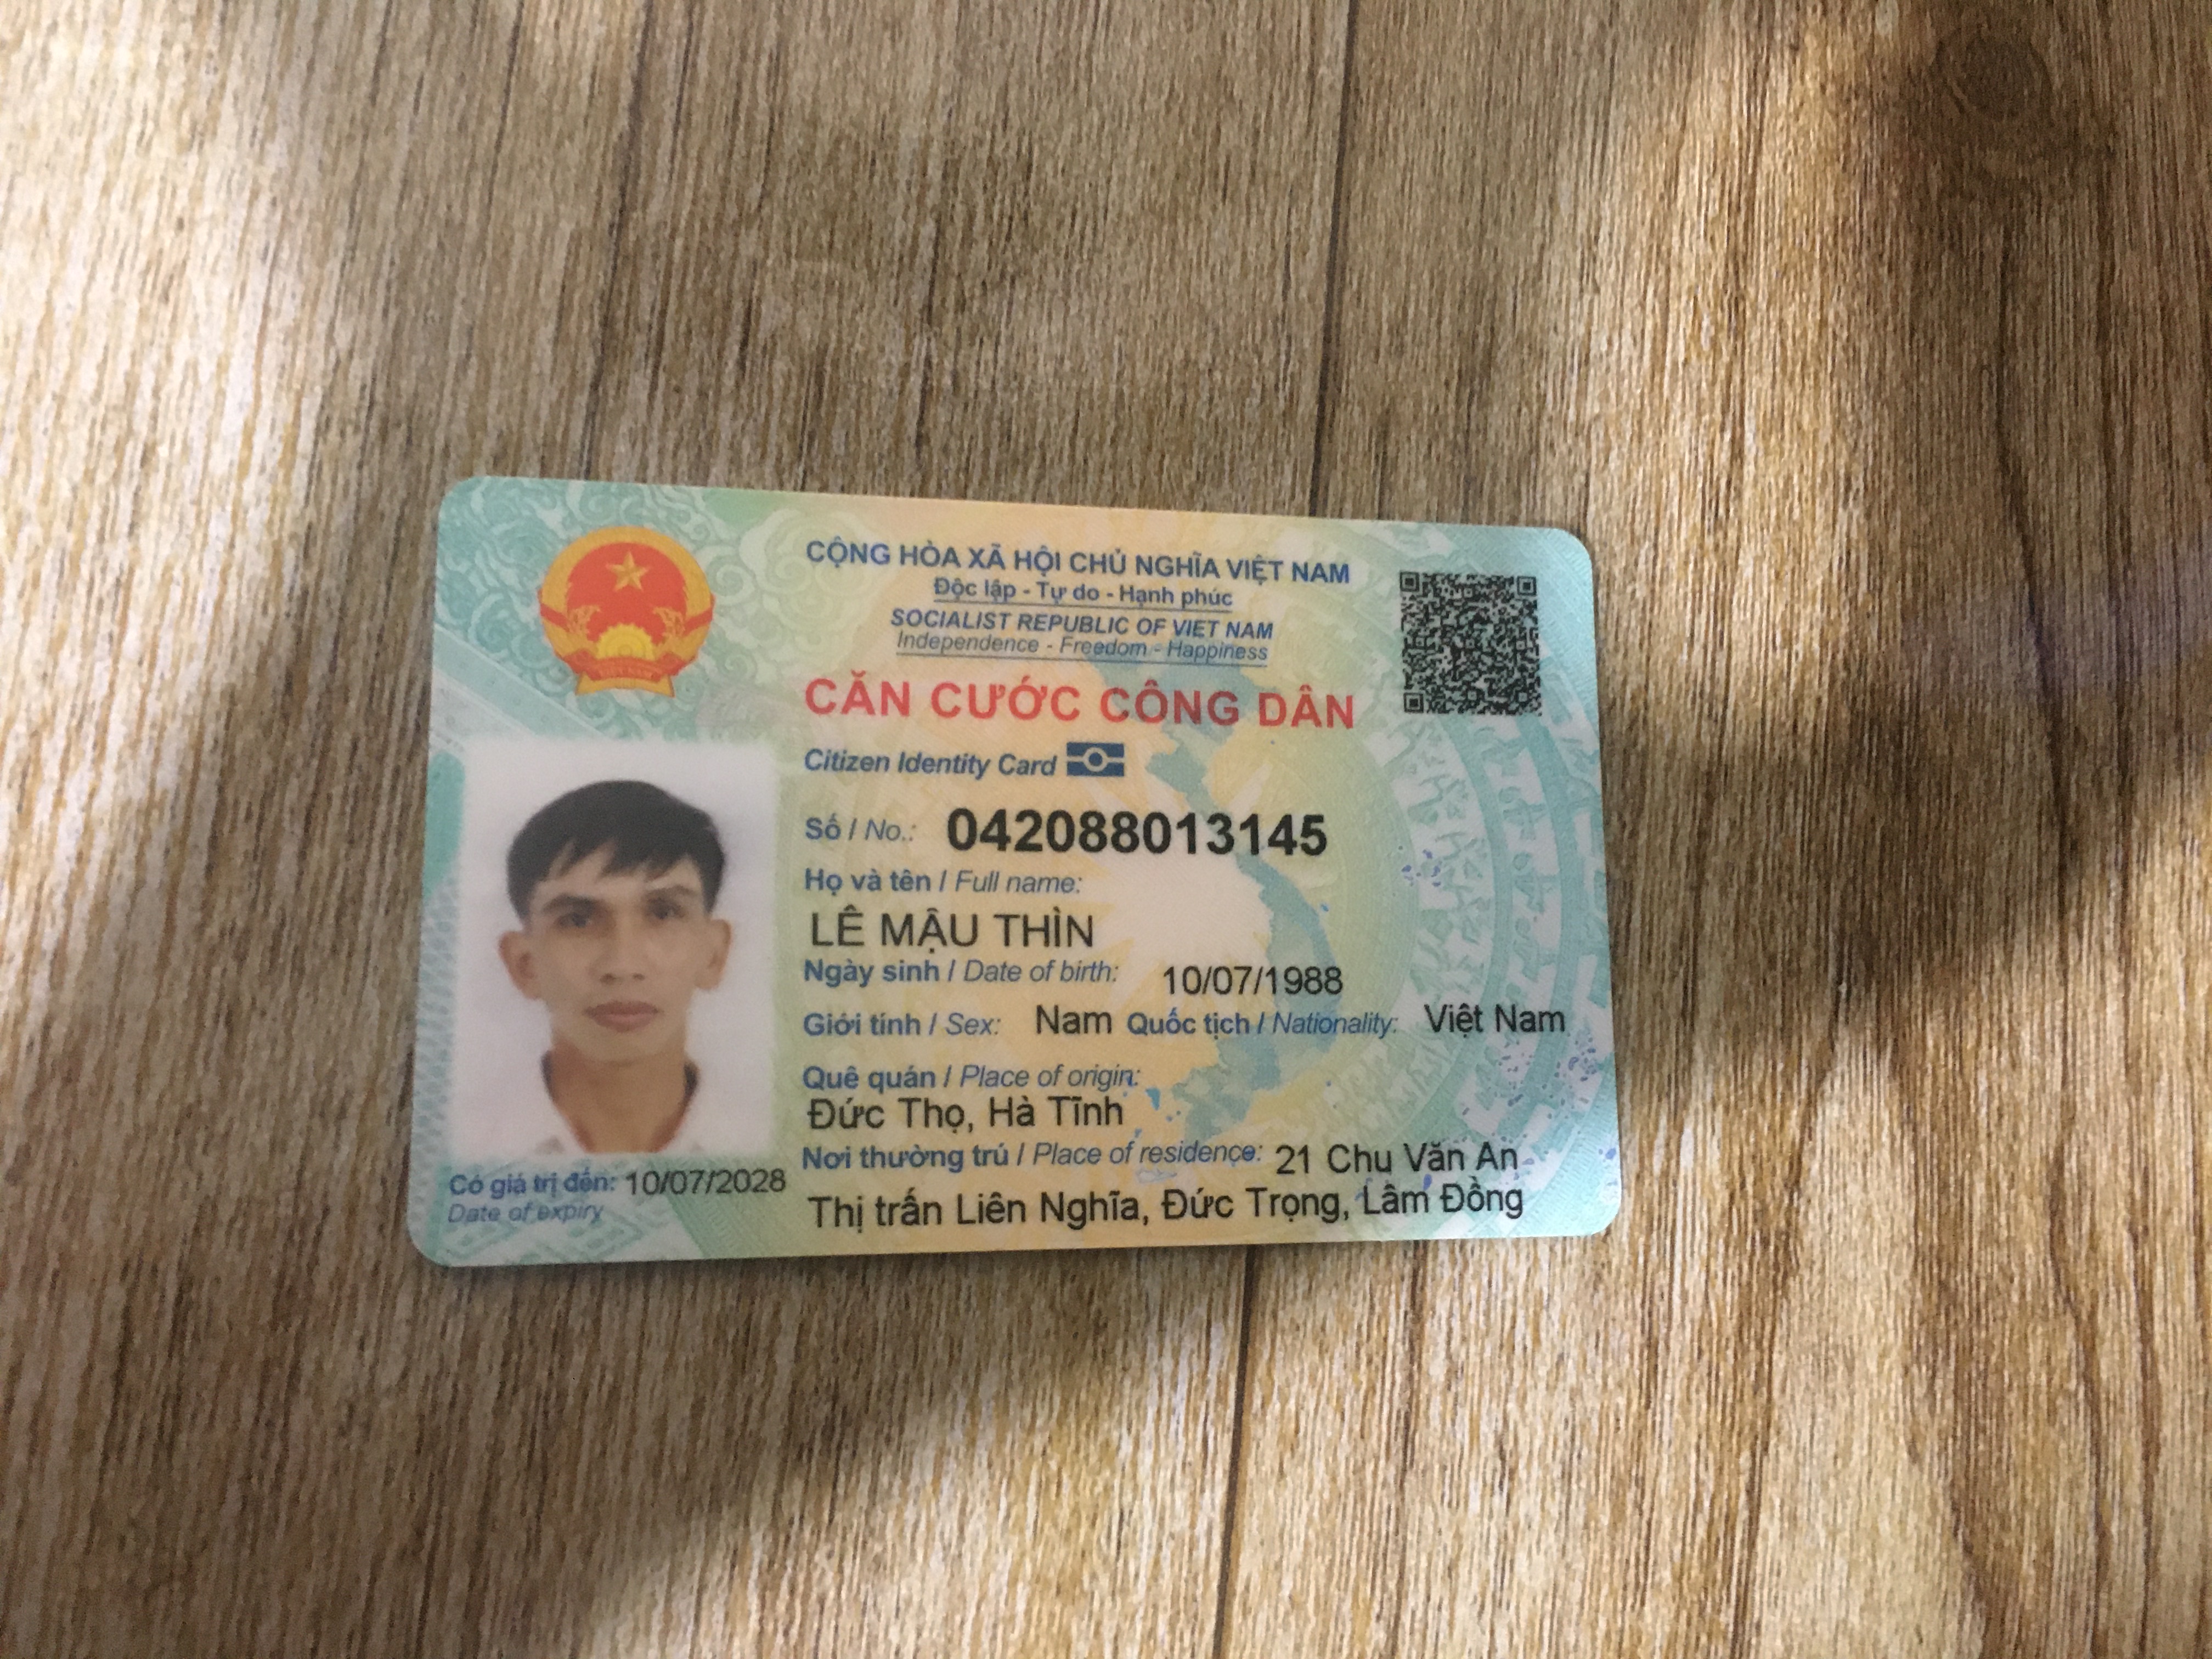 CỘNG HÒA XÃ HỘI CHỦ NGHĨA VIỆT NAM
Độc lập - Tự do - Hạnh phúc
SOCIALIST REPUBLIC OF VIET NAM
Independence - Freedom - Happiness
CĂN CƯỚC CÔNG DÂN
Citizen Identity Card
Số / No.: 042088013145
Họ và tên / Full name:
LÊ MẬU THÌN
Ngày sinh / Date of birth: 10/07/1988
Giới tính / Sex: Nam Quốc tịch / Nationality: Việt Nam
Quê quán / Place of origin:
Đức Thọ, Hà Tĩnh
Nơi thường trú / Place of residence: 21 Chu Văn An
Thị trấn Liên Nghĩa, Đức Trọng, Lâm Đồng
Có giá trị đến: 10/07/2028
Date of expiry